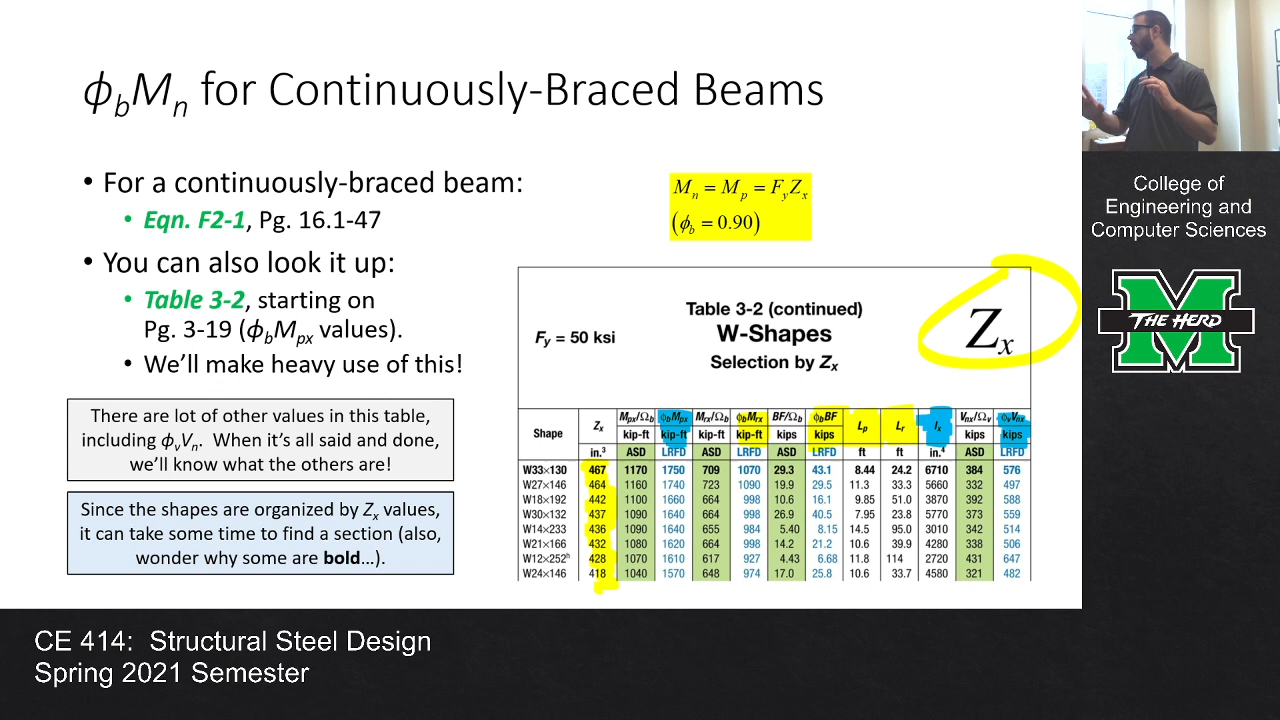 ϕbMn for Continuously-Braced Beams
• For a continuously-braced beam:
• Eqn. F2-1, Pg. 16.1-47
• You can also look it up:
• Table 3-2, starting on
Pg. 3-19 (ϕbMpx values).
• We'll make heavy use of this!
There are lot of other values in this table,
including ϕvVn. When it's all said and done,
we'll know what the others are!
Since the shapes are organized by Zx values,
it can take some time to find a section (also,
wonder why some are bold…).
Mn = Mp = FyZx
(ϕb = 0.90)
Table 3-2 (continued)
Fy = 50 ksi W-Shapes Zx
Selection by Zx
Shape Zx Mpx/Ωb ϕbMpx Mrx/Ωb ϕbMrx BF/Ωb ϕbBF Lp Lr Ix Vnx/Ωv ϕvVnx
kip-ft kip-ft kip-ft kip-ft kips kips kips kips
in.³ ASD LRFD ASD LRFD ASD LRFD ft ft in.⁴ ASD LRFD
W33×130 467 1170 1750 709 1070 29.3 43.1 8.44 24.2 6710 384 576
W27×146 464 1160 1740 723 1090 19.9 29.5 11.3 33.3 5660 332 497
W18×192 442 1100 1660 664 998 10.6 16.1 9.85 51.0 3870 392 588
W30×132 437 1090 1640 664 998 26.9 40.5 7.95 23.8 5770 373 559
W14×233 436 1090 1640 655 984 5.40 8.15 14.5 95.0 3010 342 514
W21×166 432 1080 1620 664 998 14.2 21.2 10.6 39.9 4280 338 506
W12×252h 428 1070 1610 617 927 4.43 6.68 11.8 114 2720 431 647
W24×146 418 1040 1570 648 974 17.0 25.8 10.6 33.7 4580 321 482
College of
Engineering and
Computer Sciences
THE HERD
CE 414: Structural Steel Design
Spring 2021 Semester